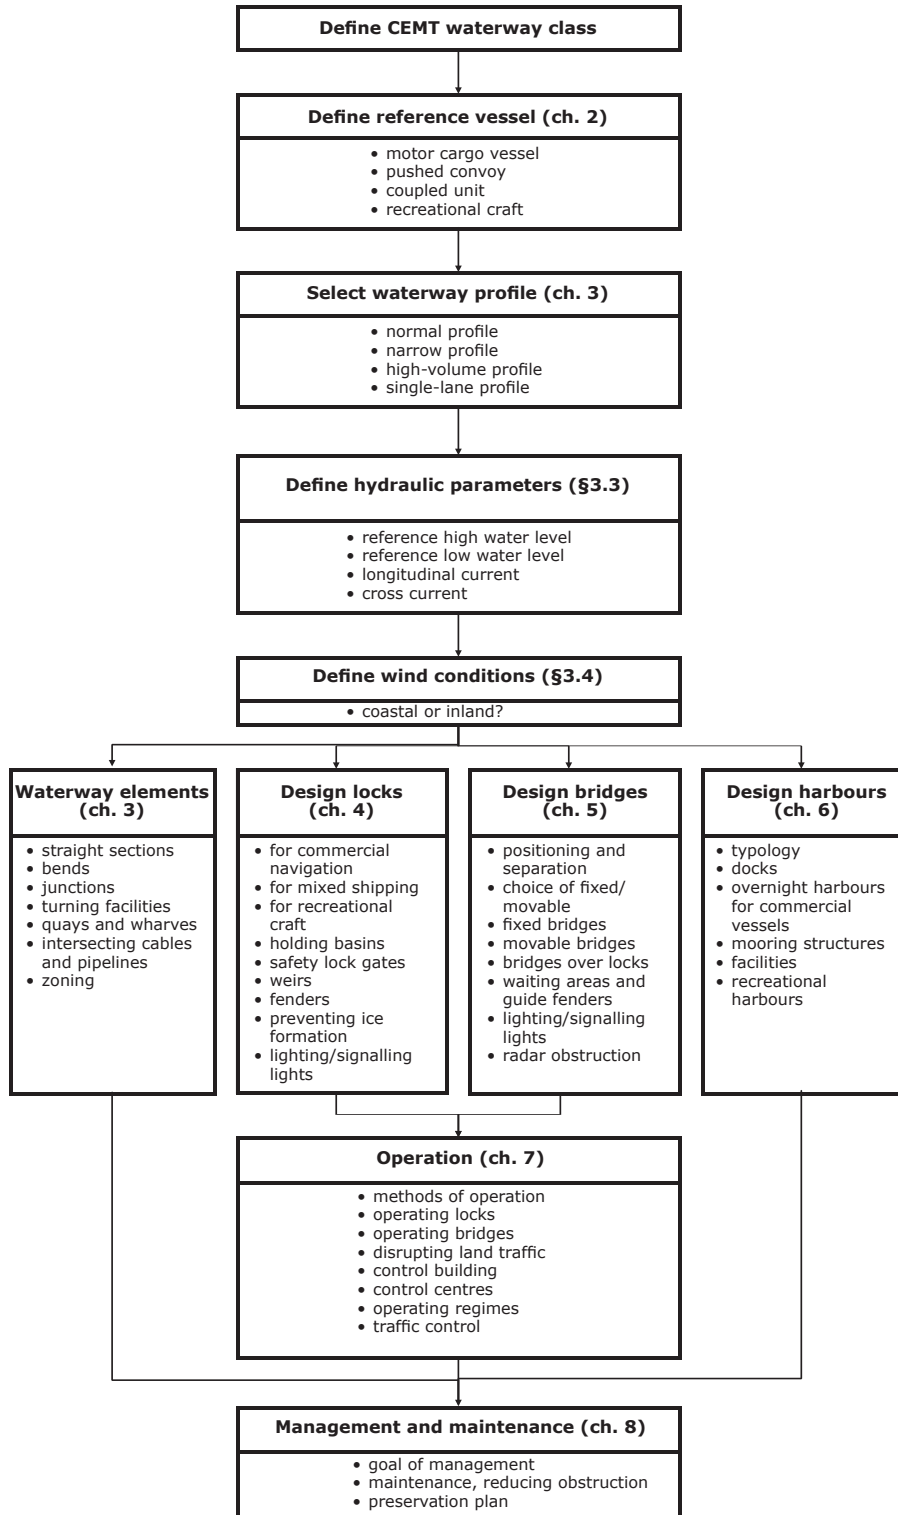 Define CEMT waterway class
Define reference vessel (ch. 2)
• motor cargo vessel
• pushed convoy
• coupled unit
• recreational craft
Select waterway profile (ch. 3)
• normal profile
• narrow profile
• high-volume profile
• single-lane profile
Define hydraulic parameters (§3.3)
• reference high water level
• reference low water level
• longitudinal current
• cross current
Define wind conditions (§3.4)
• coastal or inland?
Waterway elements
(ch. 3)
• straight sections
• bends
• junctions
• turning facilities
• quays and wharves
• intersecting cables
and pipelines
• zoning
Design locks
(ch. 4)
• for commercial
navigation
• for mixed shipping
• for recreational
craft
• holding basins
• safety lock gates
• weirs
• fenders
• preventing ice
formation
• lighting/signalling
lights
Design bridges
(ch. 5)
• positioning and
separation
• choice of fixed/
movable
• fixed bridges
• movable bridges
• bridges over locks
• waiting areas and
guide fenders
• lighting/signalling
lights
• radar obstruction
Design harbours
(ch. 6)
• typology
• docks
• overnight harbours
for commercial
vessels
• mooring structures
• facilities
• recreational
harbours
Operation (ch. 7)
• methods of operation
• operating locks
• operating bridges
• disrupting land traffic
• control building
• control centres
• operating regimes
• traffic control
Management and maintenance (ch. 8)
• goal of management
• maintenance, reducing obstruction
• preservation plan